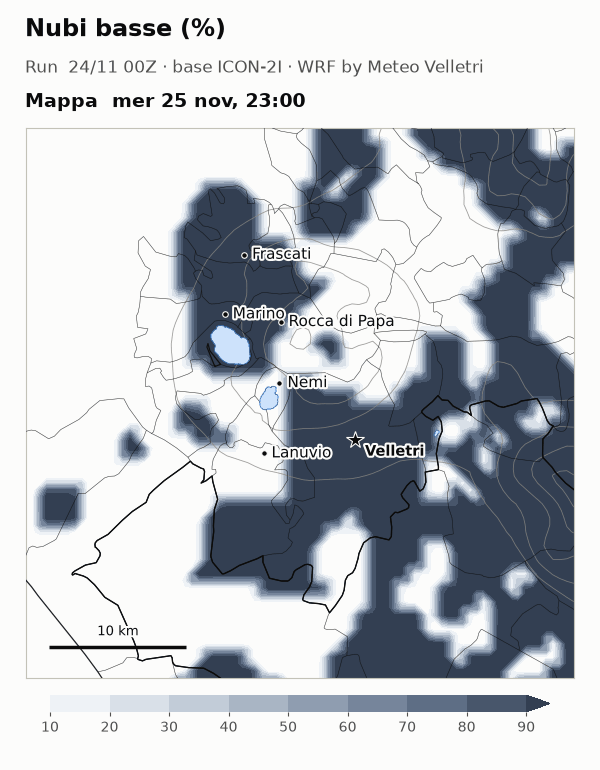 Nubi basse (%)
Run  24/11 00Z · base ICON-2I · WRF by Meteo Velletri
Mappa  mer 25 nov, 23:00
Frascati
Marino
Rocca di Papa
Nemi
Velletri
Lanuvio
10 km
10 20 30 40 50 60 70 80 90